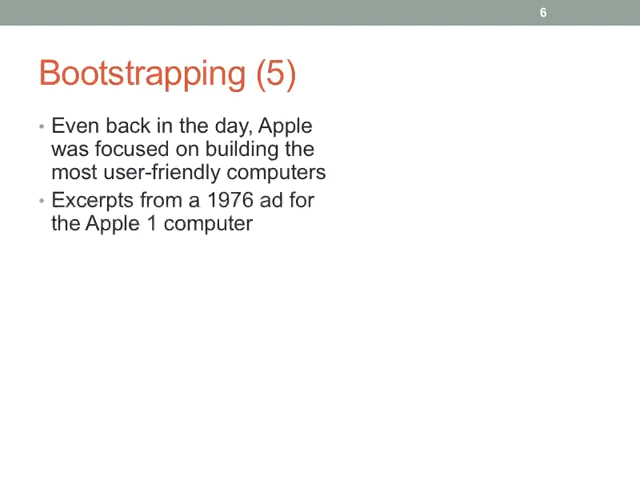 6
Bootstrapping (5)
• Even back in the day, Apple
was focused on building the
most user-friendly computers
• Excerpts from a 1976 ad for
the Apple 1 computer